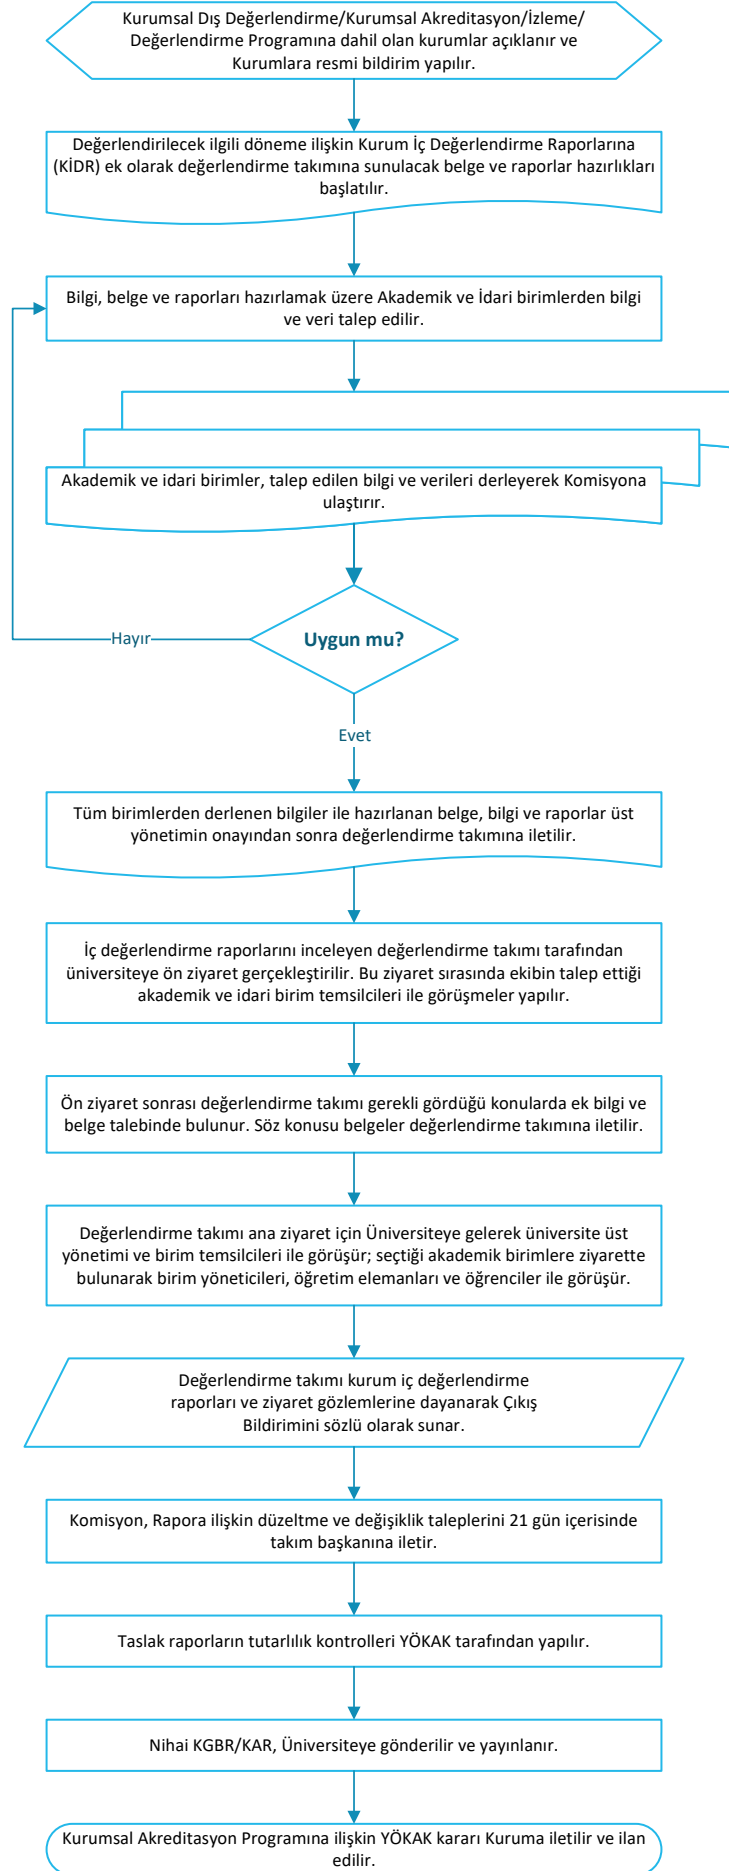 Kurumsal Dış Değerlendirme/Kurumsal Akreditasyon/İzleme/
Değerlendirme Programına dahil olan kurumlar açıklanır ve
Kurumlara resmi bildirim yapılır.
Değerlendirilecek ilgili döneme ilişkin Kurum İç Değerlendirme Raporlarına
(KİDR) ek olarak değerlendirme takımına sunulacak belge ve raporlar hazırlıkları
başlatılır.
Bilgi, belge ve raporları hazırlamak üzere Akademik ve İdari birimlerden bilgi
ve veri talep edilir.
Akademik ve idari birimler, talep edilen bilgi ve verileri derleyerek Komisyona
ulaştırır.
Uygun mu?
Hayır
Evet
Tüm birimlerden derlenen bilgiler ile hazırlanan belge, bilgi ve raporlar üst
yönetimin onayından sonra değerlendirme takımına iletilir.
İç değerlendirme raporlarını inceleyen değerlendirme takımı tarafından
üniversiteye ön ziyaret gerçekleştirilir. Bu ziyaret sırasında ekibin talep ettiği
akademik ve idari birim temsilcileri ile görüşmeler yapılır.
Ön ziyaret sonrası değerlendirme takımı gerekli gördüğü konularda ek bilgi ve
belge talebinde bulunur. Söz konusu belgeler değerlendirme takımına iletilir.
Değerlendirme takımı ana ziyaret için Üniversiteye gelerek üniversite üst
yönetimi ve birim temsilcileri ile görüşür; seçtiği akademik birimlere ziyarette
bulunarak birim yöneticileri, öğretim elemanları ve öğrenciler ile görüşür.
Değerlendirme takımı kurum iç değerlendirme
raporları ve ziyaret gözlemlerine dayanarak Çıkış
Bildirimini sözlü olarak sunar.
Komisyon, Rapora ilişkin düzeltme ve değişiklik taleplerini 21 gün içerisinde
takım başkanına iletir.
Taslak raporların tutarlılık kontrolleri YÖKAK tarafından yapılır.
Nihai KGBR/KAR, Üniversiteye gönderilir ve yayınlanır.
Kurumsal Akreditasyon Programına ilişkin YÖKAK kararı Kuruma iletilir ve ilan
edilir.